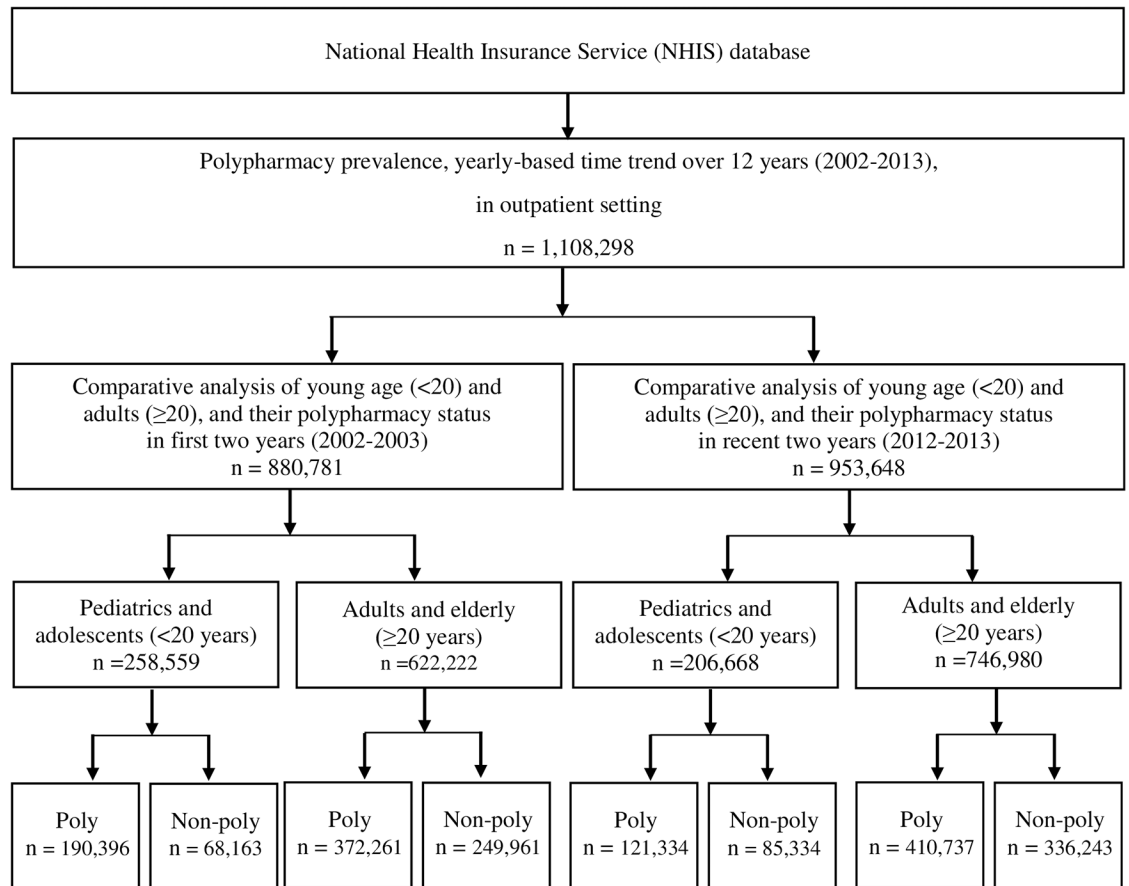 National Health Insurance Service (NHIS) database
Polypharmacy prevalence, yearly-based time trend over 12 years (2002-2013),
in outpatient setting
n = 1,108,298
Comparative analysis of young age (<20) and
adults (≥20), and their polypharmacy status
in first two years (2002-2003)
n = 880,781
Comparative analysis of young age (<20) and
adults (≥20), and their polypharmacy status
in recent two years (2012-2013)
n = 953,648
Pediatrics and
adolescents (<20 years)
n =258,559
Adults and elderly
(≥20 years)
n =622,222
Pediatrics and
adolescents (<20 years)
n =206,668
Adults and elderly
(≥20 years)
n =746,980
Poly
n = 190,396
Non-poly
n = 68,163
Poly
n = 372,261
Non-poly
n = 249,961
Poly
n = 121,334
Non-poly
n = 85,334
Poly
n = 410,737
Non-poly
n = 336,243